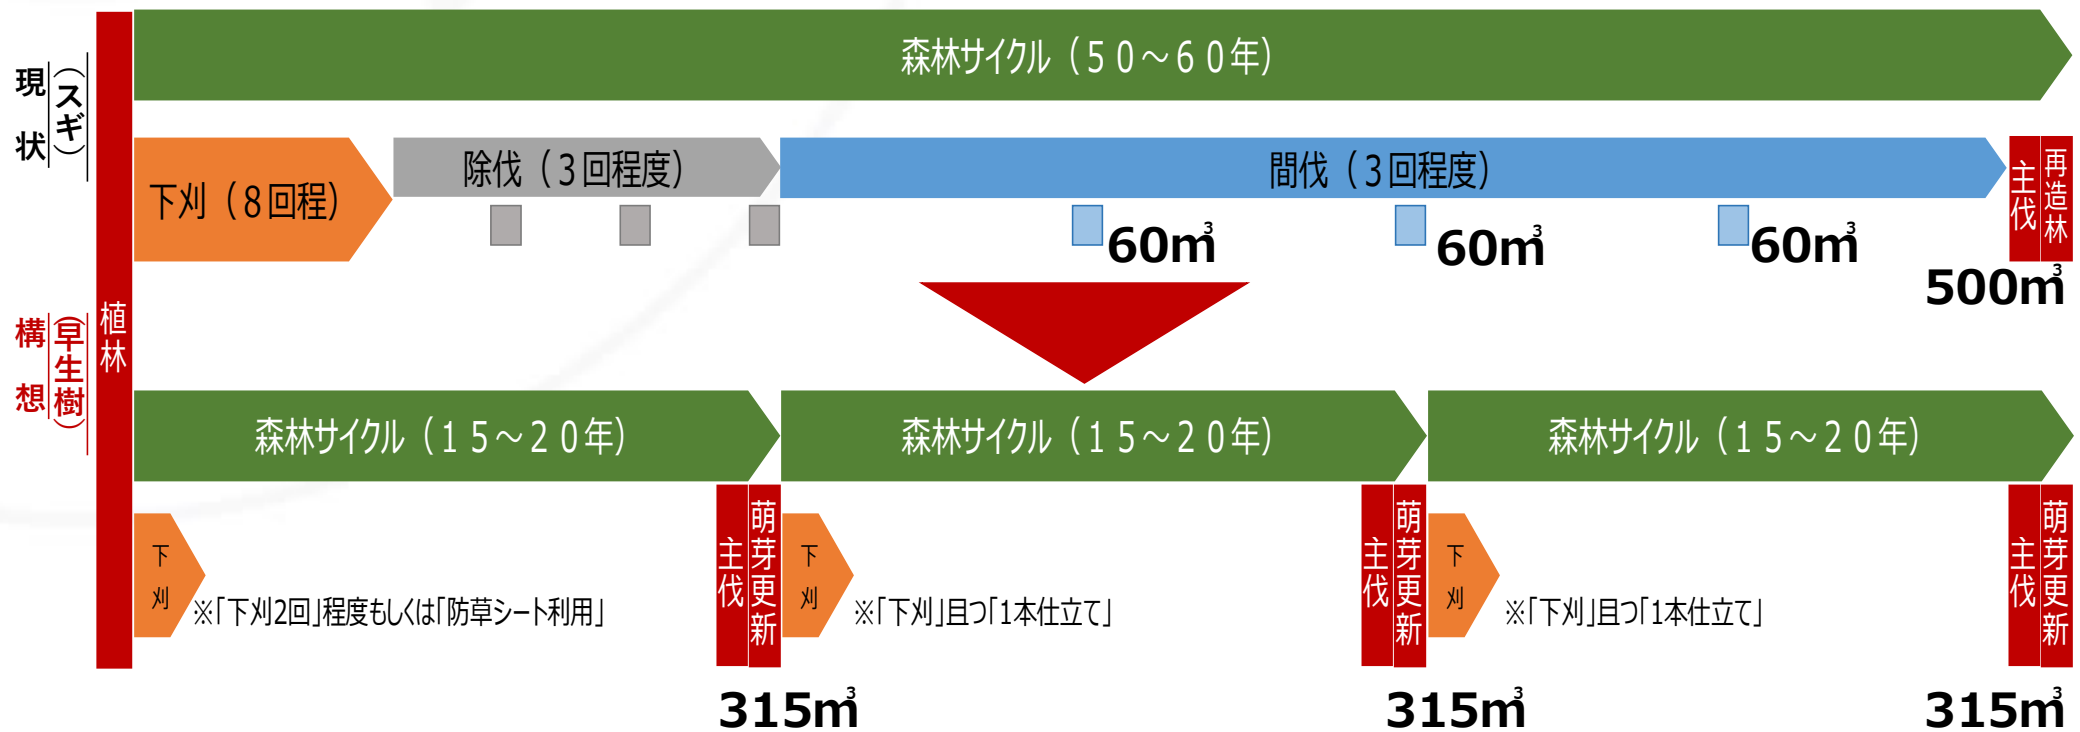 現状
（スギ）
森林サイクル（５０～６０年）
下刈（８回程）
除伐（３回程度）
間伐（３回程度）
主伐
再造林
60㎥
60㎥
60㎥
500㎥
植林
構想
（早生樹）
森林サイクル（１５～２０年）
森林サイクル（１５～２０年）
森林サイクル（１５～２０年）
下刈
※「下刈2回」程度もしくは「防草シート利用」
主伐
萌芽更新
下刈
※「下刈」且つ「1本仕立て」
主伐
萌芽更新
下刈
※「下刈」且つ「1本仕立て」
主伐
萌芽更新
315㎥
315㎥
315㎥